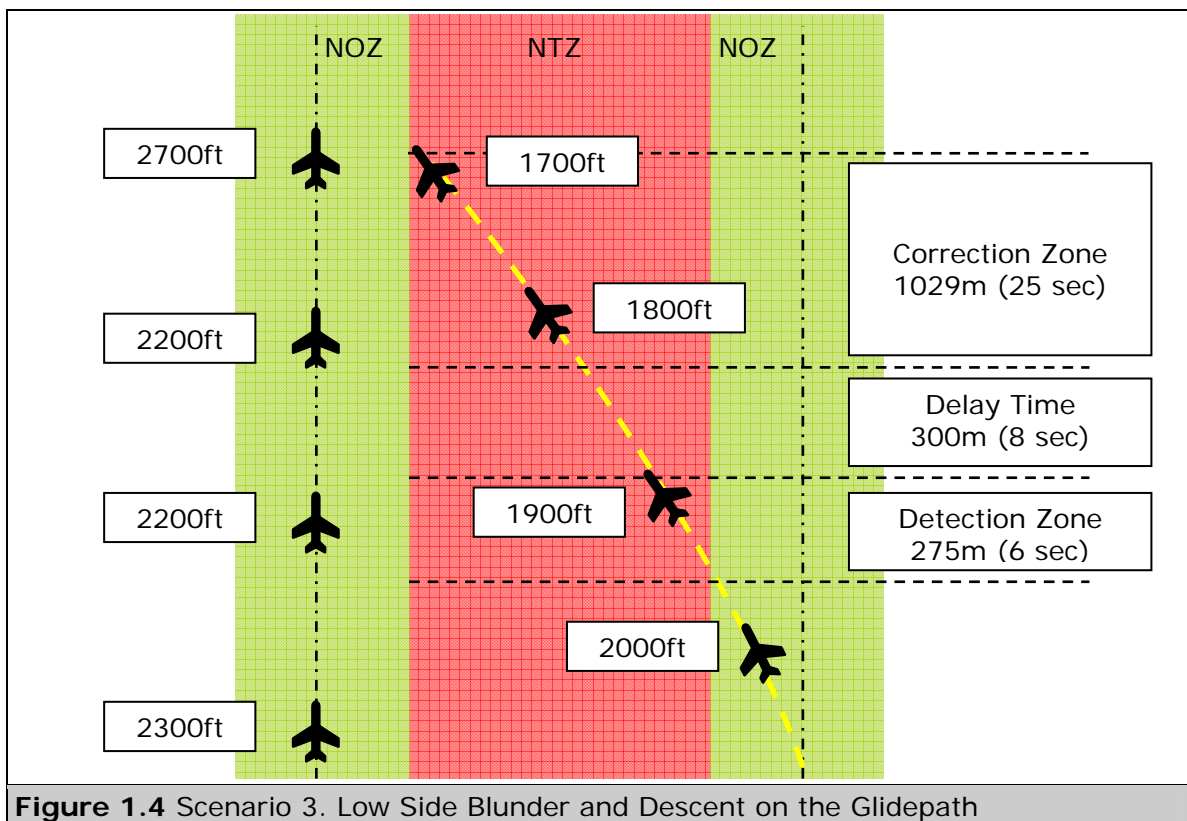 NOZ NTZ NOZ
2700ft
1700ft
Correction Zone
1029m (25 sec)
1800ft
2200ft
Delay Time
300m (8 sec)
2200ft
1900ft
Detection Zone
275m (6 sec)
2000ft
2300ft
Figure 1.4 Scenario 3. Low Side Blunder and Descent on the Glidepath